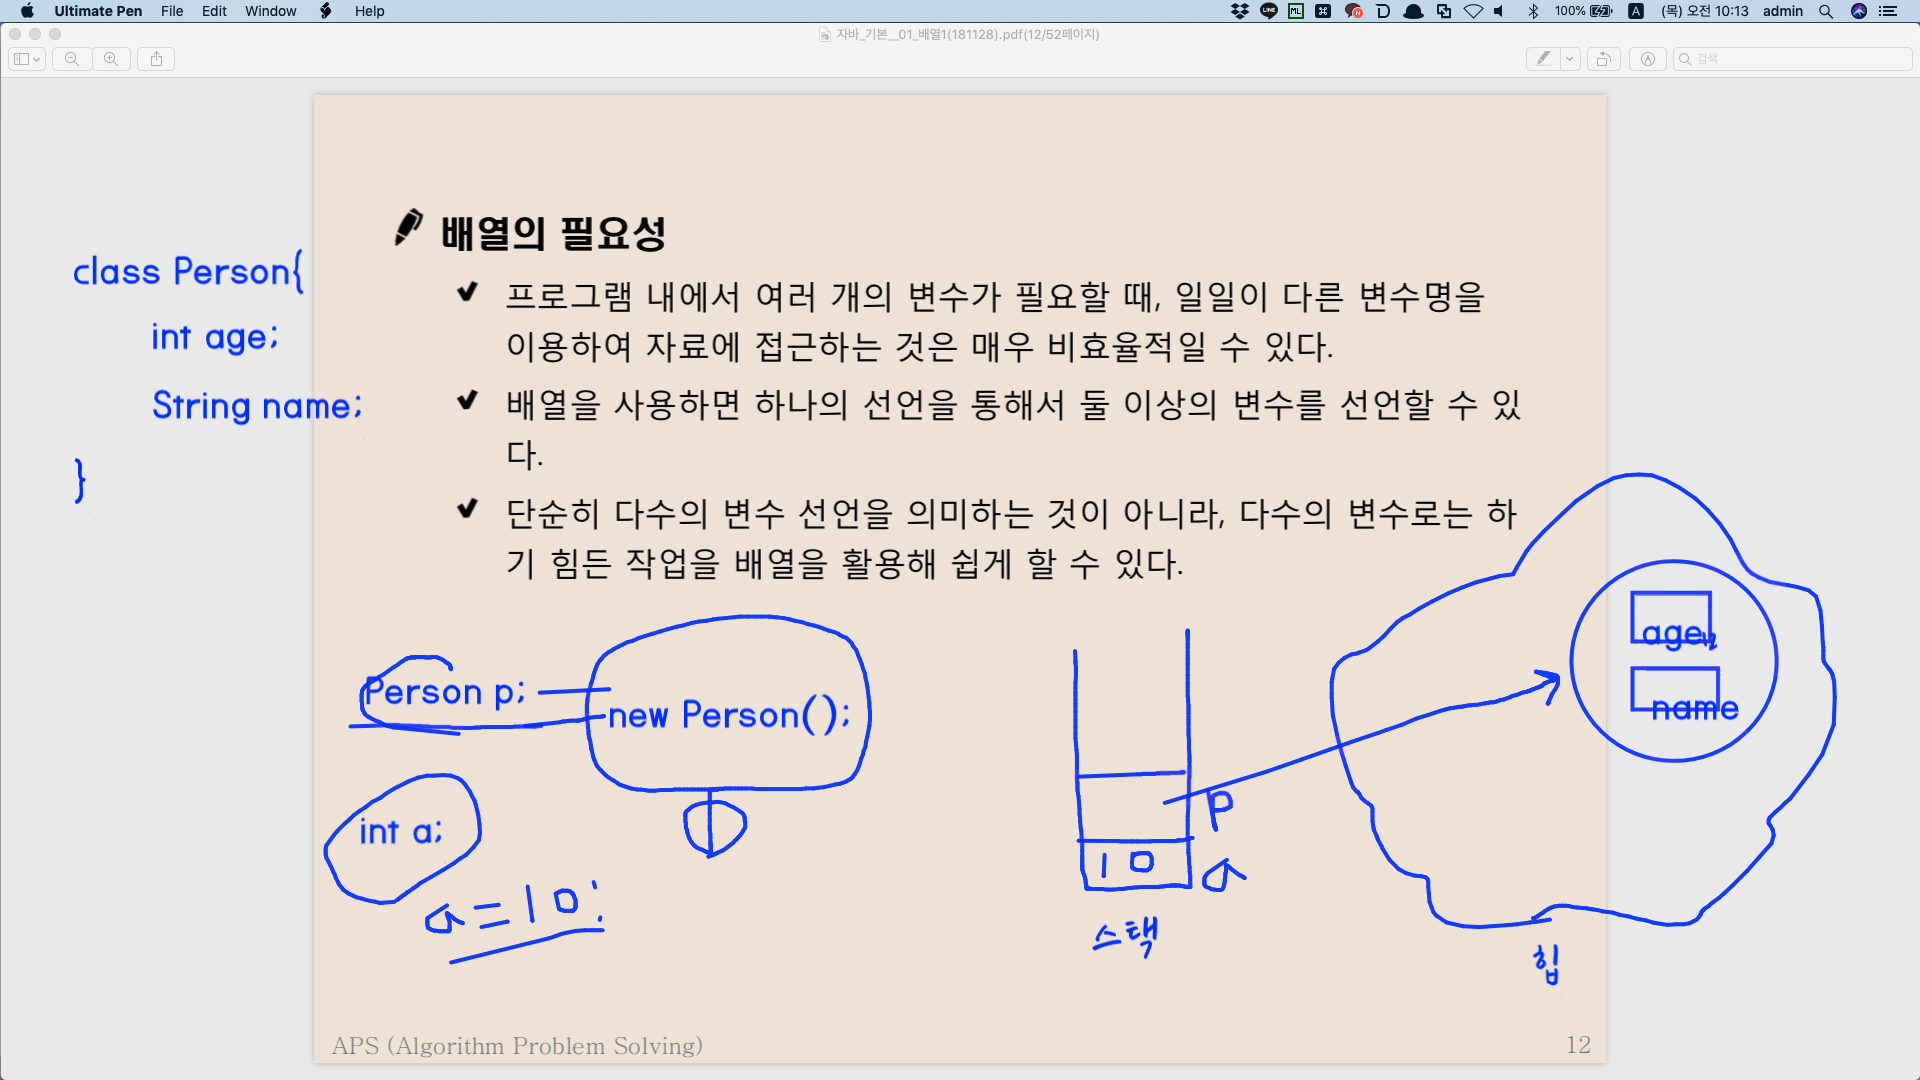 Ultimate Pen File Edit Window Help 100% A (목) 오전 10:13 admin
자바_기본__01_배열1(181128).pdf(12/52페이지)
검색
배열의 필요성
프로그램 내에서 여러 개의 변수가 필요할 때, 일일이 다른 변수명을
이용하여 자료에 접근하는 것은 매우 비효율적일 수 있다.
배열을 사용하면 하나의 선언을 통해서 둘 이상의 변수를 선언할 수 있
다.
단순히 다수의 변수 선언을 의미하는 것이 아니라, 다수의 변수로는 하
기 힘든 작업을 배열을 활용해 쉽게 할 수 있다.
class Person{
int age;
String name;
}
Person p;
new Person();
int a;
a=10;
p
10 a
스택
age
name
힙
APS (Algorithm Problem Solving)
12